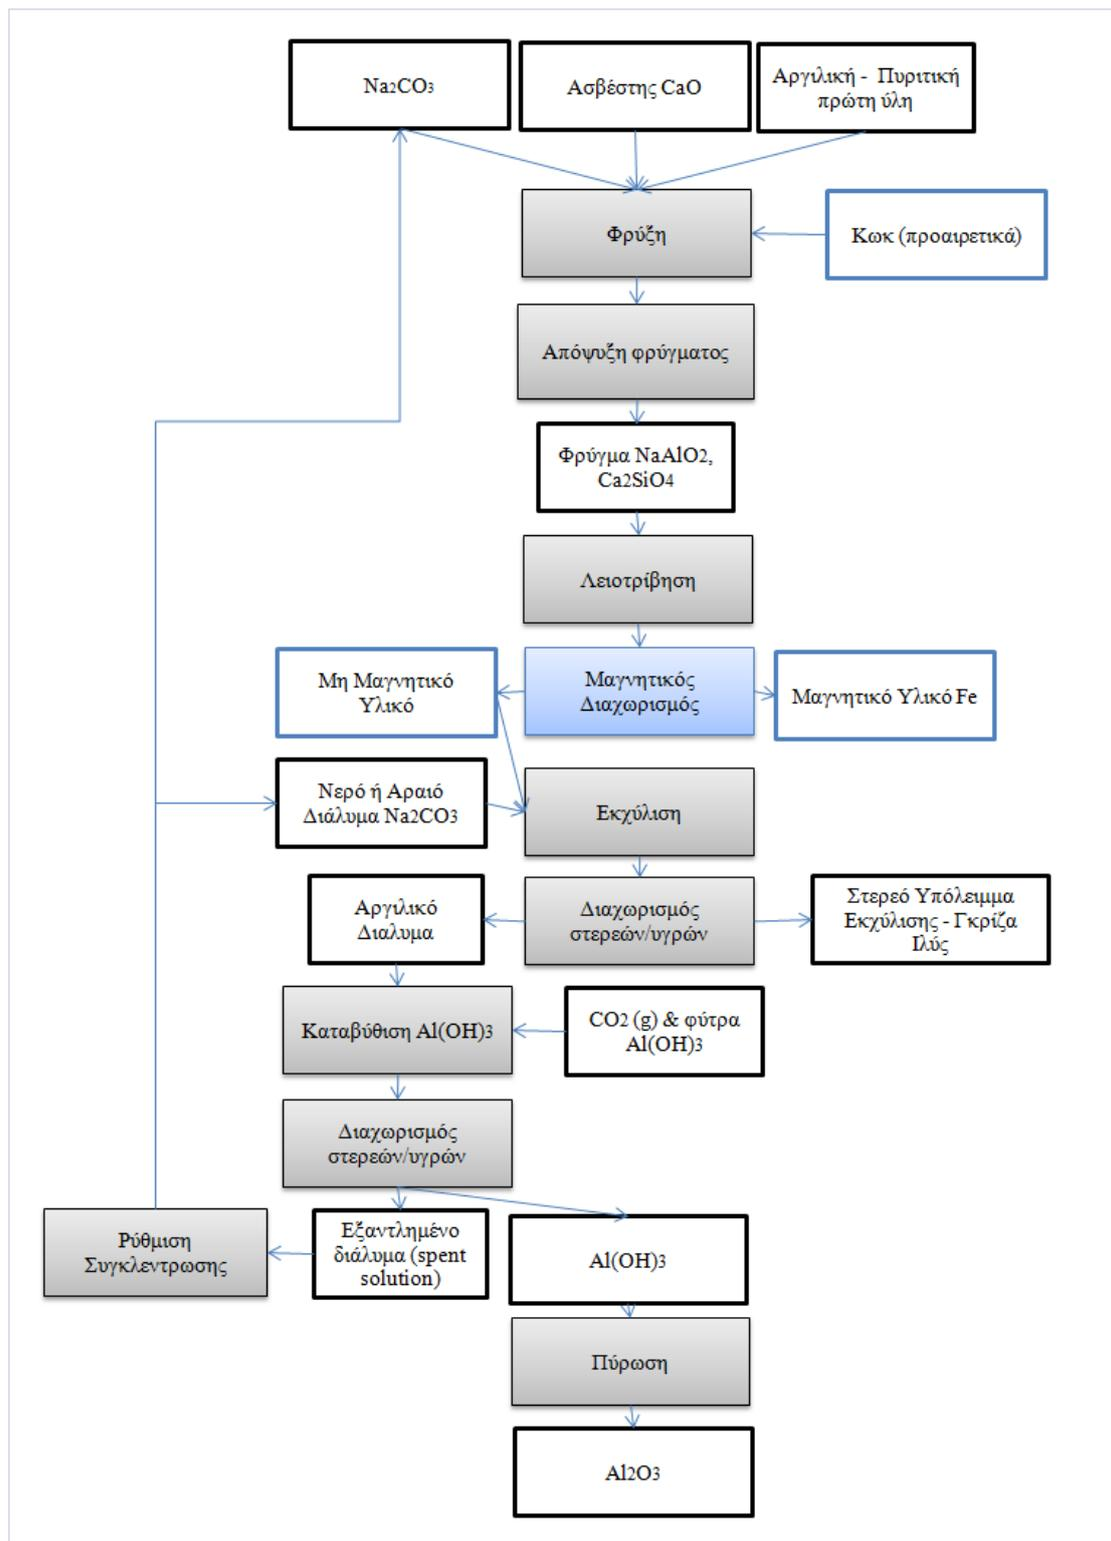 Na2CO3
Ασβέστης CaO
Αργιλική - Πυριτική
πρώτη ύλη
Φρύξη
Κωκ (προαιρετικά)
Απόψυξη φρύγματος
Φρύγμα NaAlO2,
Ca2SiO4
Λειοτρίβηση
Μη Μαγνητικό
Υλικό
Μαγνητικός
Διαχωρισμός
Μαγνητικό Υλικό Fe
Νερό ή Αραιό
Διάλυμα Na2CO3
Εκχύλιση
Αργιλικό
Διαλυμα
Διαχωρισμός
στερεών/υγρών
Στερεό Υπόλειμμα
Εκχύλισης - Γκρίζα
Ιλύς
Καταβύθιση Al(OH)3
CO2 (g) & φύτρα
Al(OH)3
Διαχωρισμός
στερεών/υγρών
Ρύθμιση
Συγκλεντρωσης
Εξαντλημένο
διάλυμα (spent
solution)
Al(OH)3
Πύρωση
Al2O3